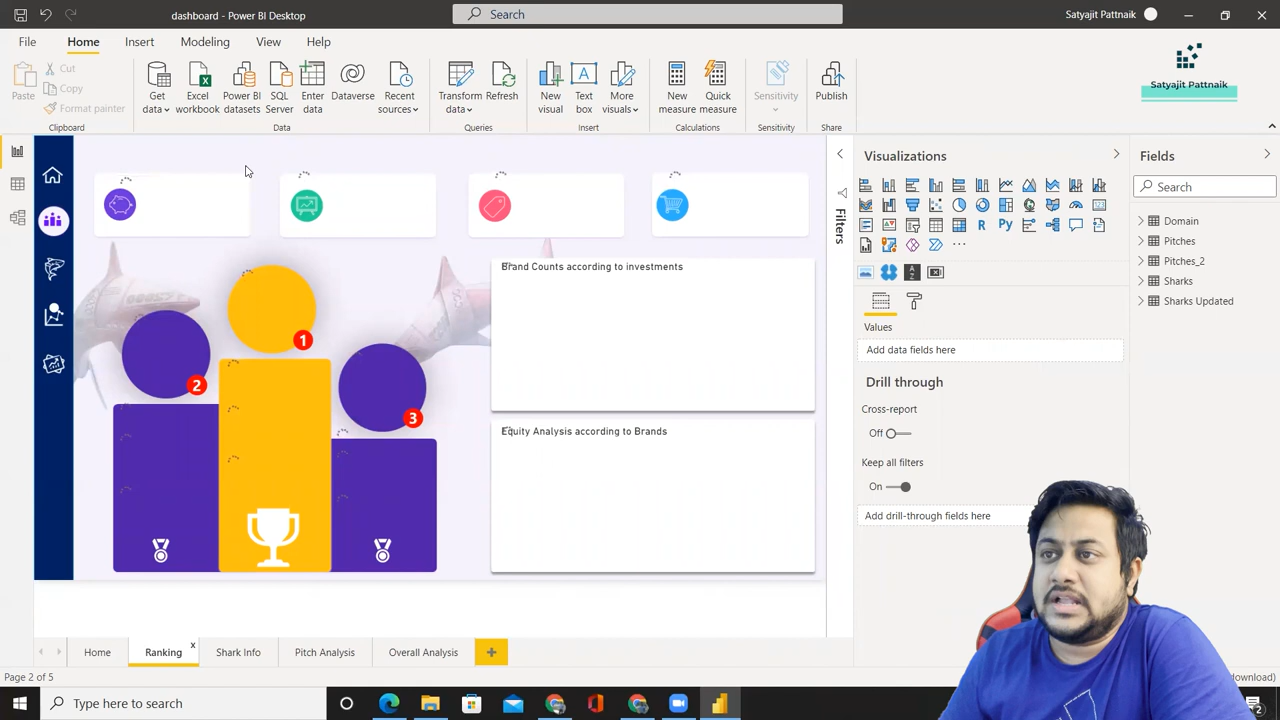 dashboard - Power BI Desktop
Search
Satyajit Pattnaik
File
Home
Insert
Modeling
View
Help
Paste
Cut
Copy
Format painter
Clipboard
Get data
Excel workbook
Power BI datasets
SQL Server
Enter data
Dataverse
Recent sources
Data
Transform data
Refresh
Queries
New visual
Text box
More visuals
Insert
New measure
Quick measure
Calculations
Sensitivity
Sensitivity
Publish
Share
Satyajit Pattnaik
Brand Counts according to investments
1
2
3
Equity Analysis according to Brands
Filters
Visualizations
Values
Add data fields here
Drill through
Cross-report
Off
Keep all filters
On
Add drill-through fields here
Fields
Search
Domain
Pitches
Pitches_2
Sharks
Sharks Updated
Home
Ranking
x
Shark Info
Pitch Analysis
Overall Analysis
Page 2 of 5
download)
Type here to search
2